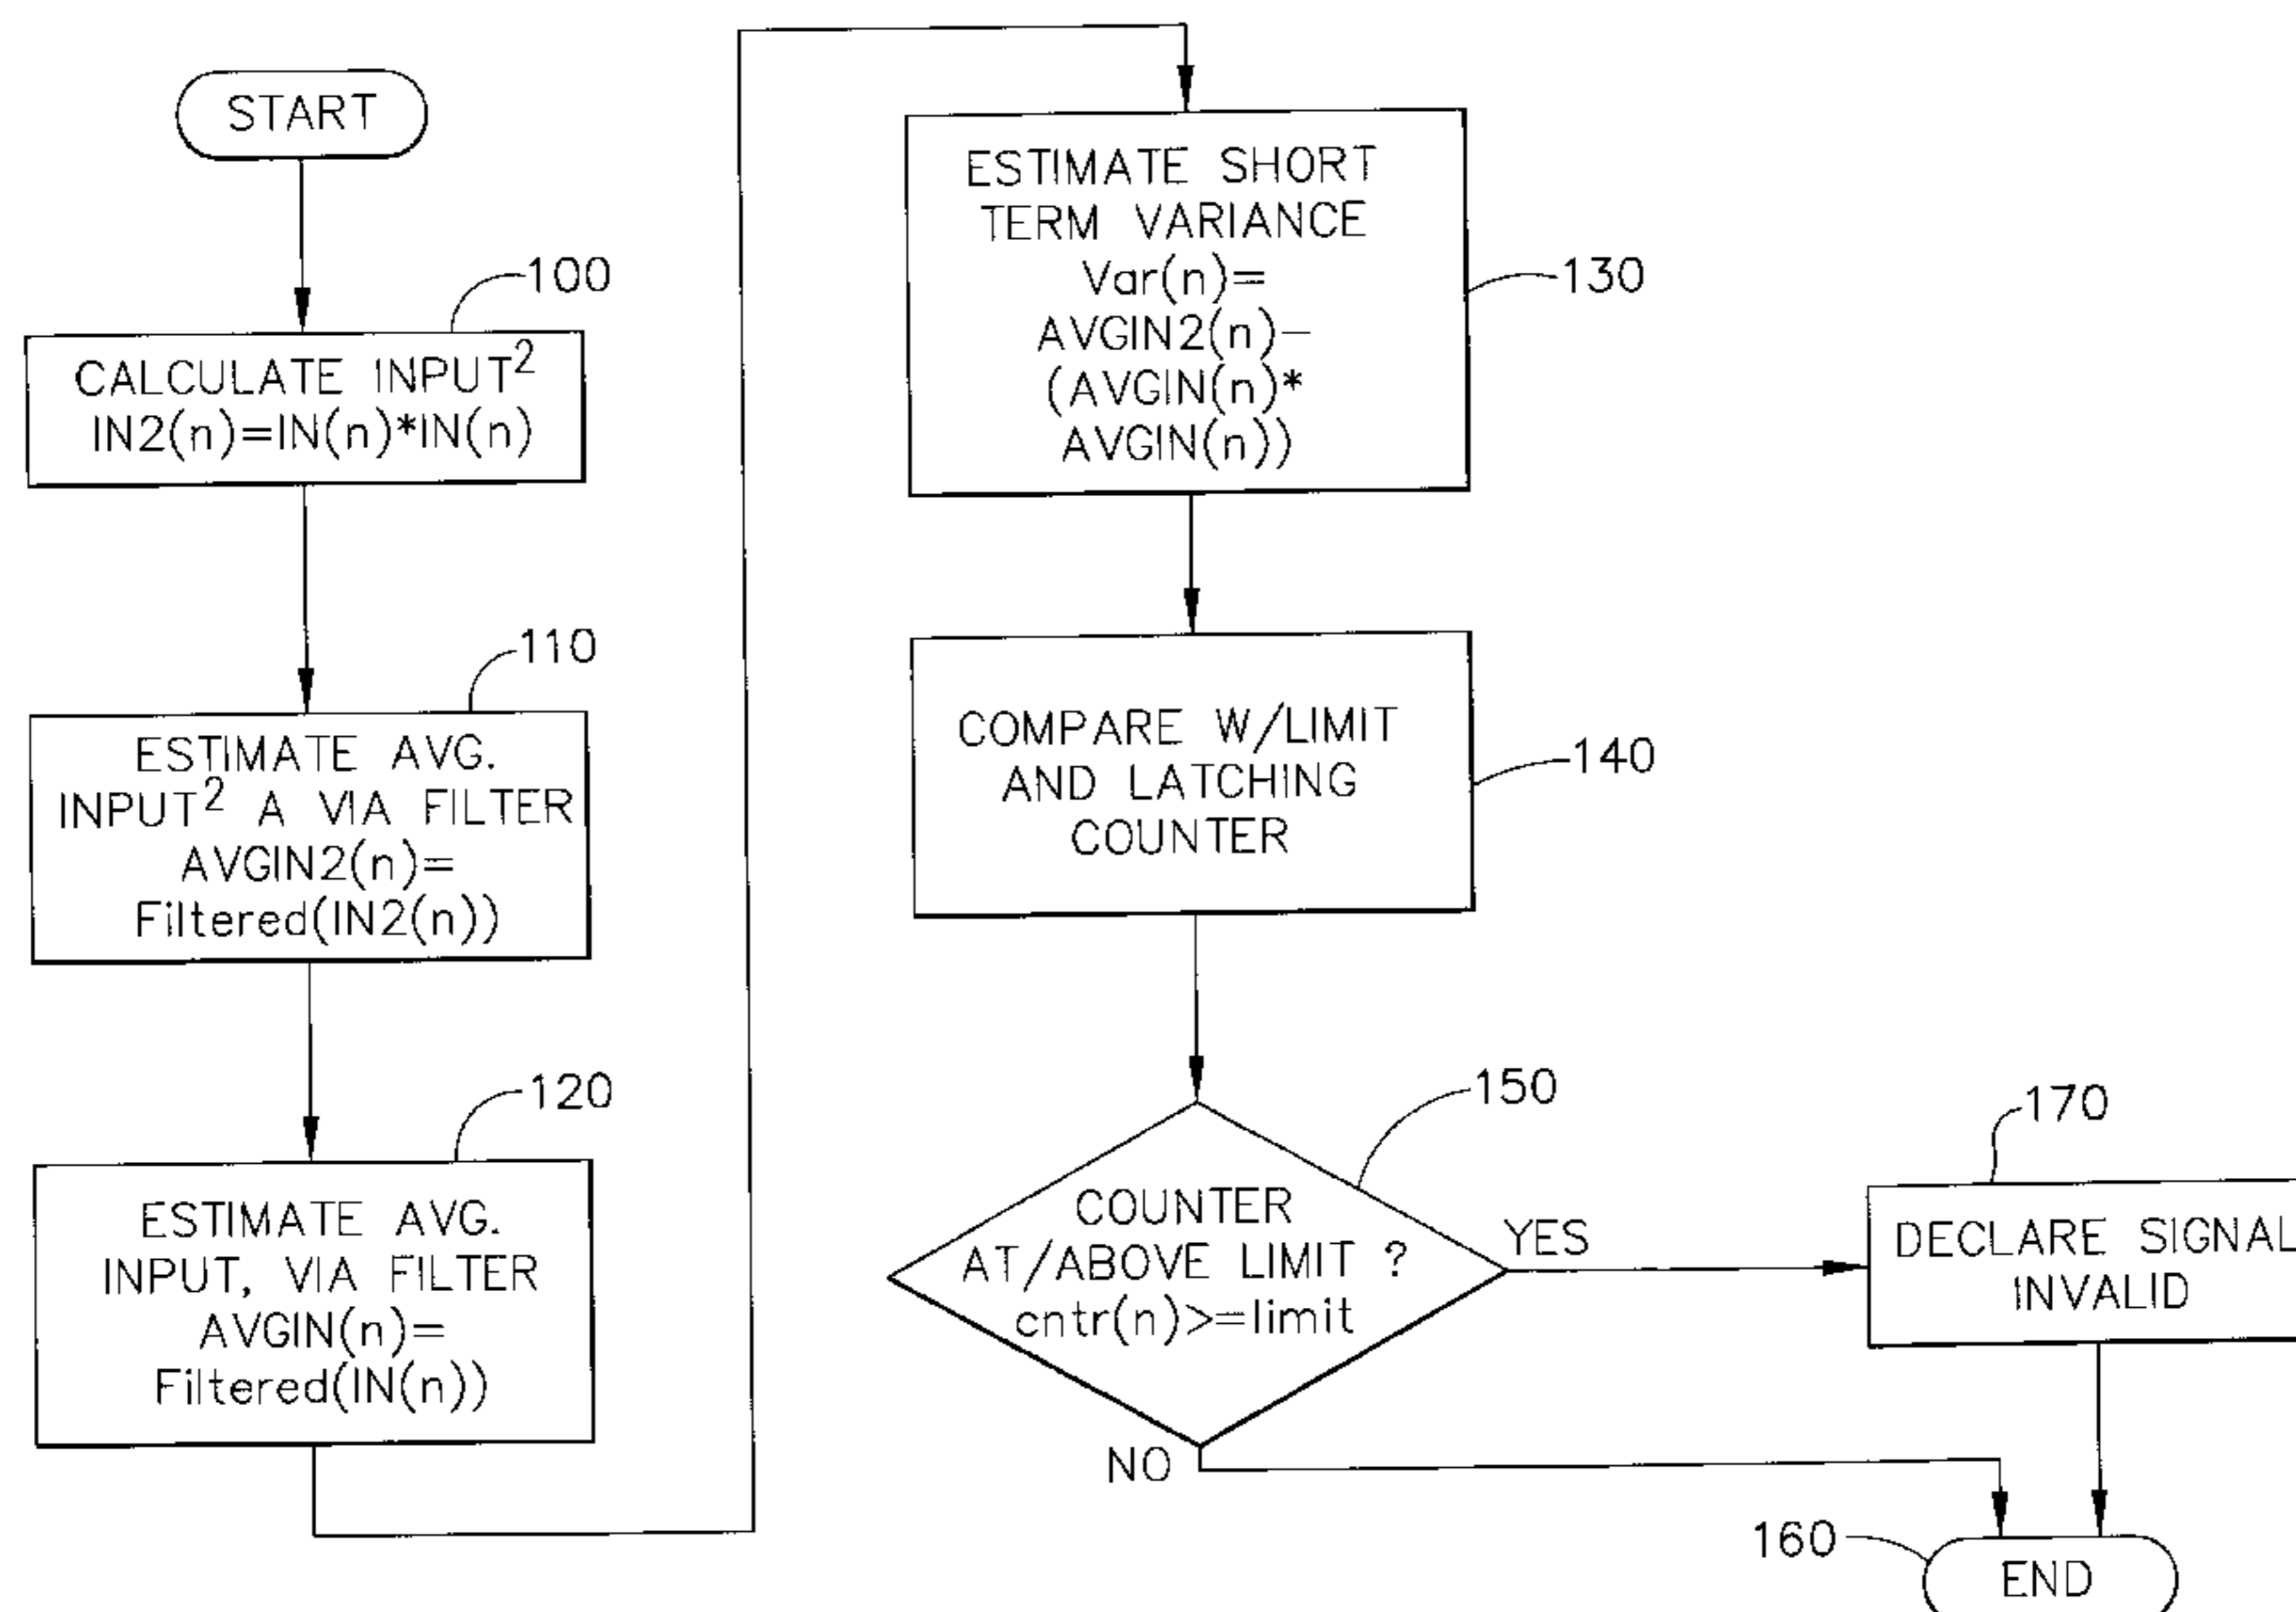 START
100
CALCULATE INPUT²
IN2(n)=IN(n)*IN(n)
110
ESTIMATE AVG.
INPUT² A VIA FILTER
AVGIN2(n)=
Filtered(IN2(n))
120
ESTIMATE AVG.
INPUT, VIA FILTER
AVGIN(n)=
Filtered(IN(n))
ESTIMATE SHORT
TERM VARIANCE
Var(n)=
AVGIN2(n)–
(AVGIN(n)*
AVGIN(n))
130
COMPARE W/LIMIT
AND LATCHING
COUNTER
140
150
COUNTER
AT/ABOVE LIMIT ?
cntr(n)>=limit
YES
NO
170
DECLARE SIGNAL
INVALID
160
END